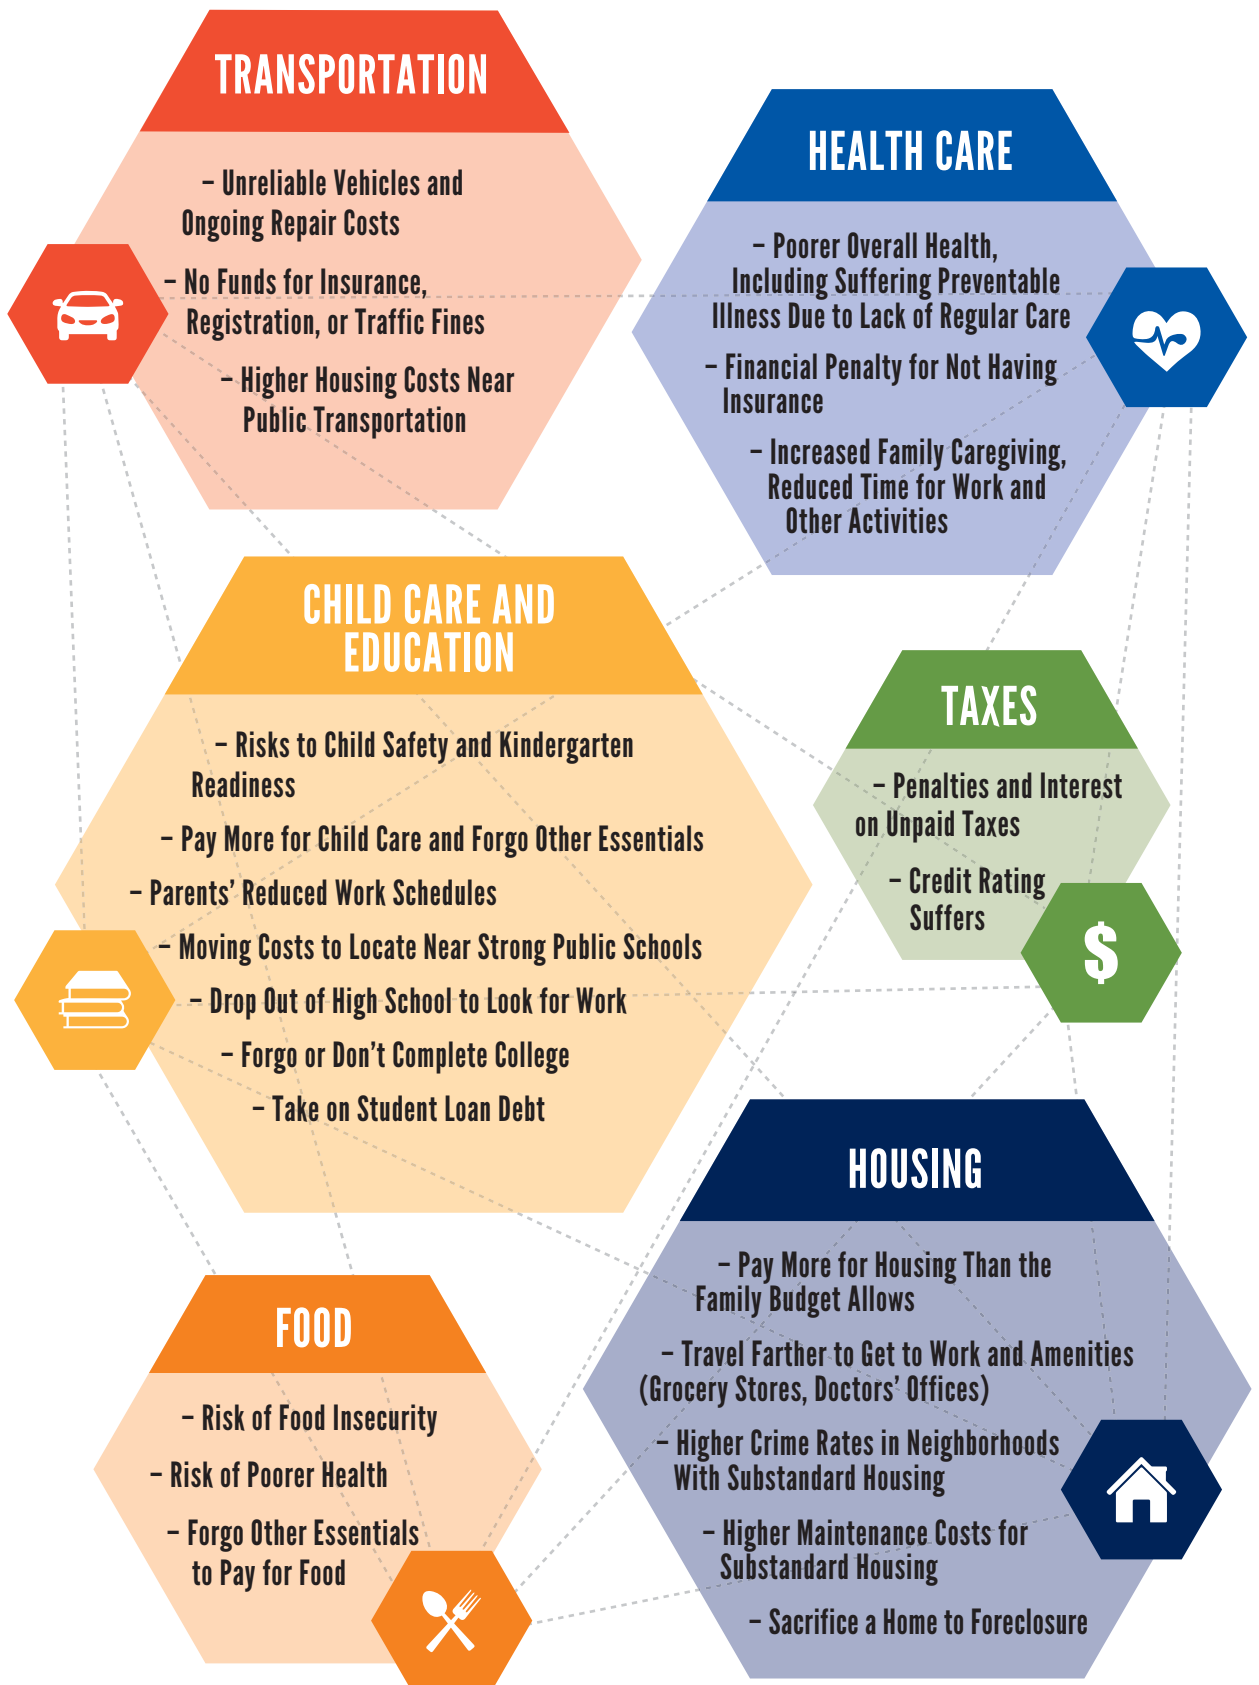 TRANSPORTATION
– Unreliable Vehicles and
Ongoing Repair Costs
– No Funds for Insurance,
Registration, or Traffic Fines
– Higher Housing Costs Near
Public Transportation
HEALTH CARE
– Poorer Overall Health,
Including Suffering Preventable
Illness Due to Lack of Regular Care
– Financial Penalty for Not Having
Insurance
– Increased Family Caregiving,
Reduced Time for Work and
Other Activities
CHILD CARE AND
EDUCATION
– Risks to Child Safety and Kindergarten
Readiness
– Pay More for Child Care and Forgo Other Essentials
– Parents’ Reduced Work Schedules
– Moving Costs to Locate Near Strong Public Schools
– Drop Out of High School to Look for Work
– Forgo or Don’t Complete College
– Take on Student Loan Debt
TAXES
– Penalties and Interest
on Unpaid Taxes
– Credit Rating
Suffers
$
HOUSING
– Pay More for Housing Than the
Family Budget Allows
– Travel Farther to Get to Work and Amenities
(Grocery Stores, Doctors’ Offices)
– Higher Crime Rates in Neighborhoods
With Substandard Housing
– Higher Maintenance Costs for
Substandard Housing
– Sacrifice a Home to Foreclosure
FOOD
– Risk of Food Insecurity
– Risk of Poorer Health
– Forgo Other Essentials
to Pay for Food